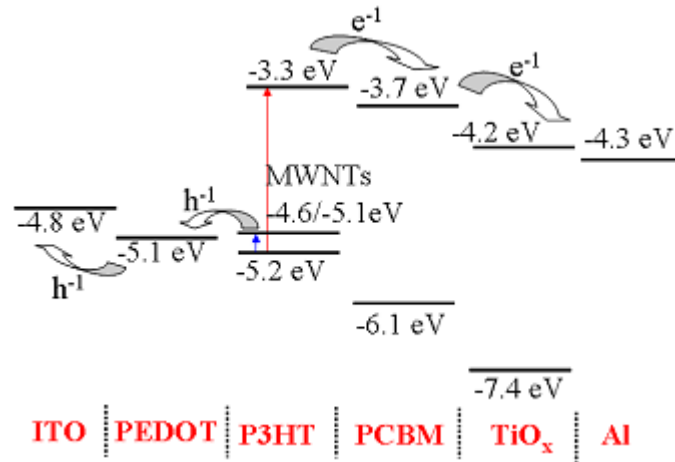 e⁻¹
-3.3 eV
e⁻¹
-3.7 eV
-4.2 eV
-4.3 eV
MWNTs
h⁻¹
-4.6/-5.1eV
-4.8 eV
-5.1 eV
-5.2 eV
h⁻¹
-6.1 eV
-7.4 eV
ITO PEDOT P3HT PCBM TiOₓ Al